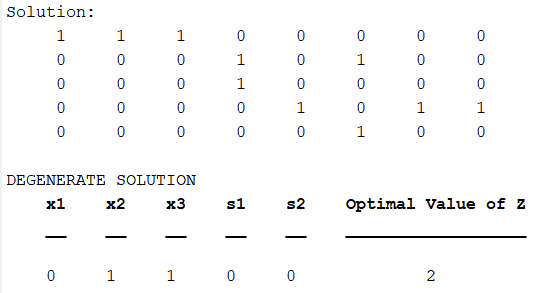 Solution:
1 1 1 0 0 0 0 0
0 0 0 1 0 1 0 0
0 0 0 1 0 0 0 0
0 0 0 0 1 0 1 1
0 0 0 0 0 1 0 0
DEGENERATE SOLUTION
x1 x2 x3 s1 s2 Optimal Value of Z
0 1 1 0 0 2